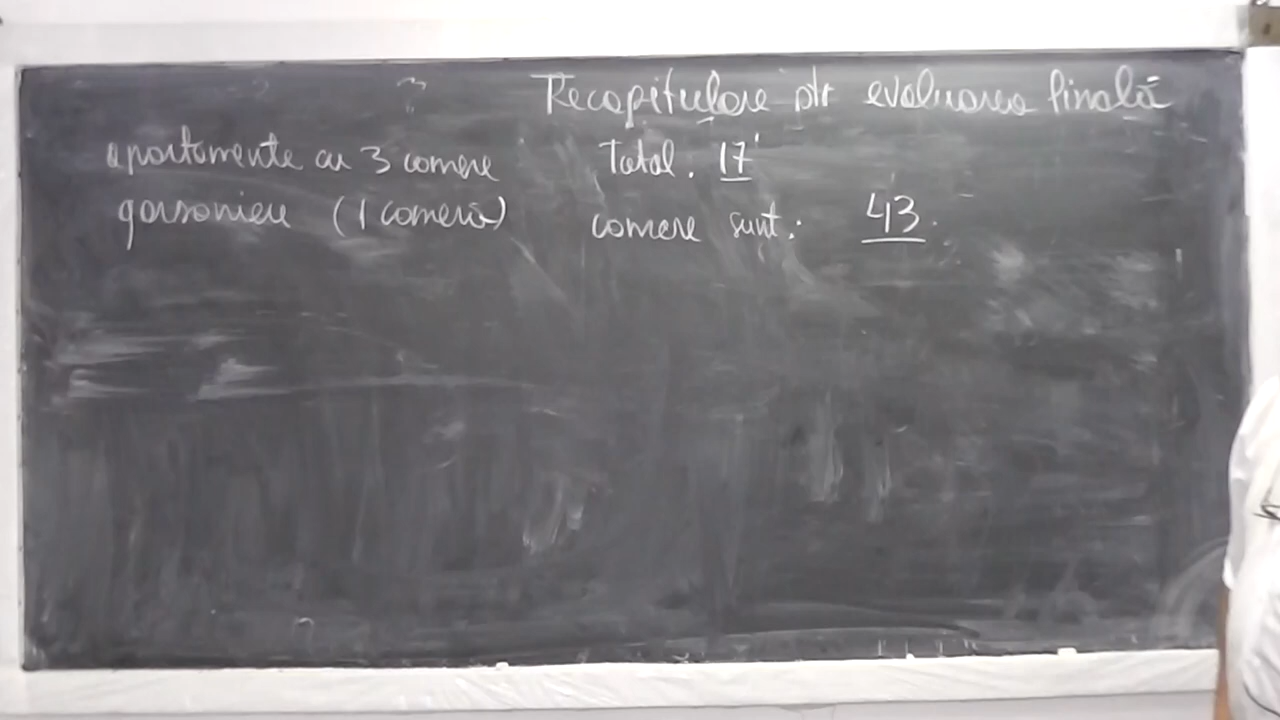 Recapitulare ptr evaluarea finală
apartamente cu 3 camere Total: 17
garsoniere (1 cameră) camere sunt: 43.